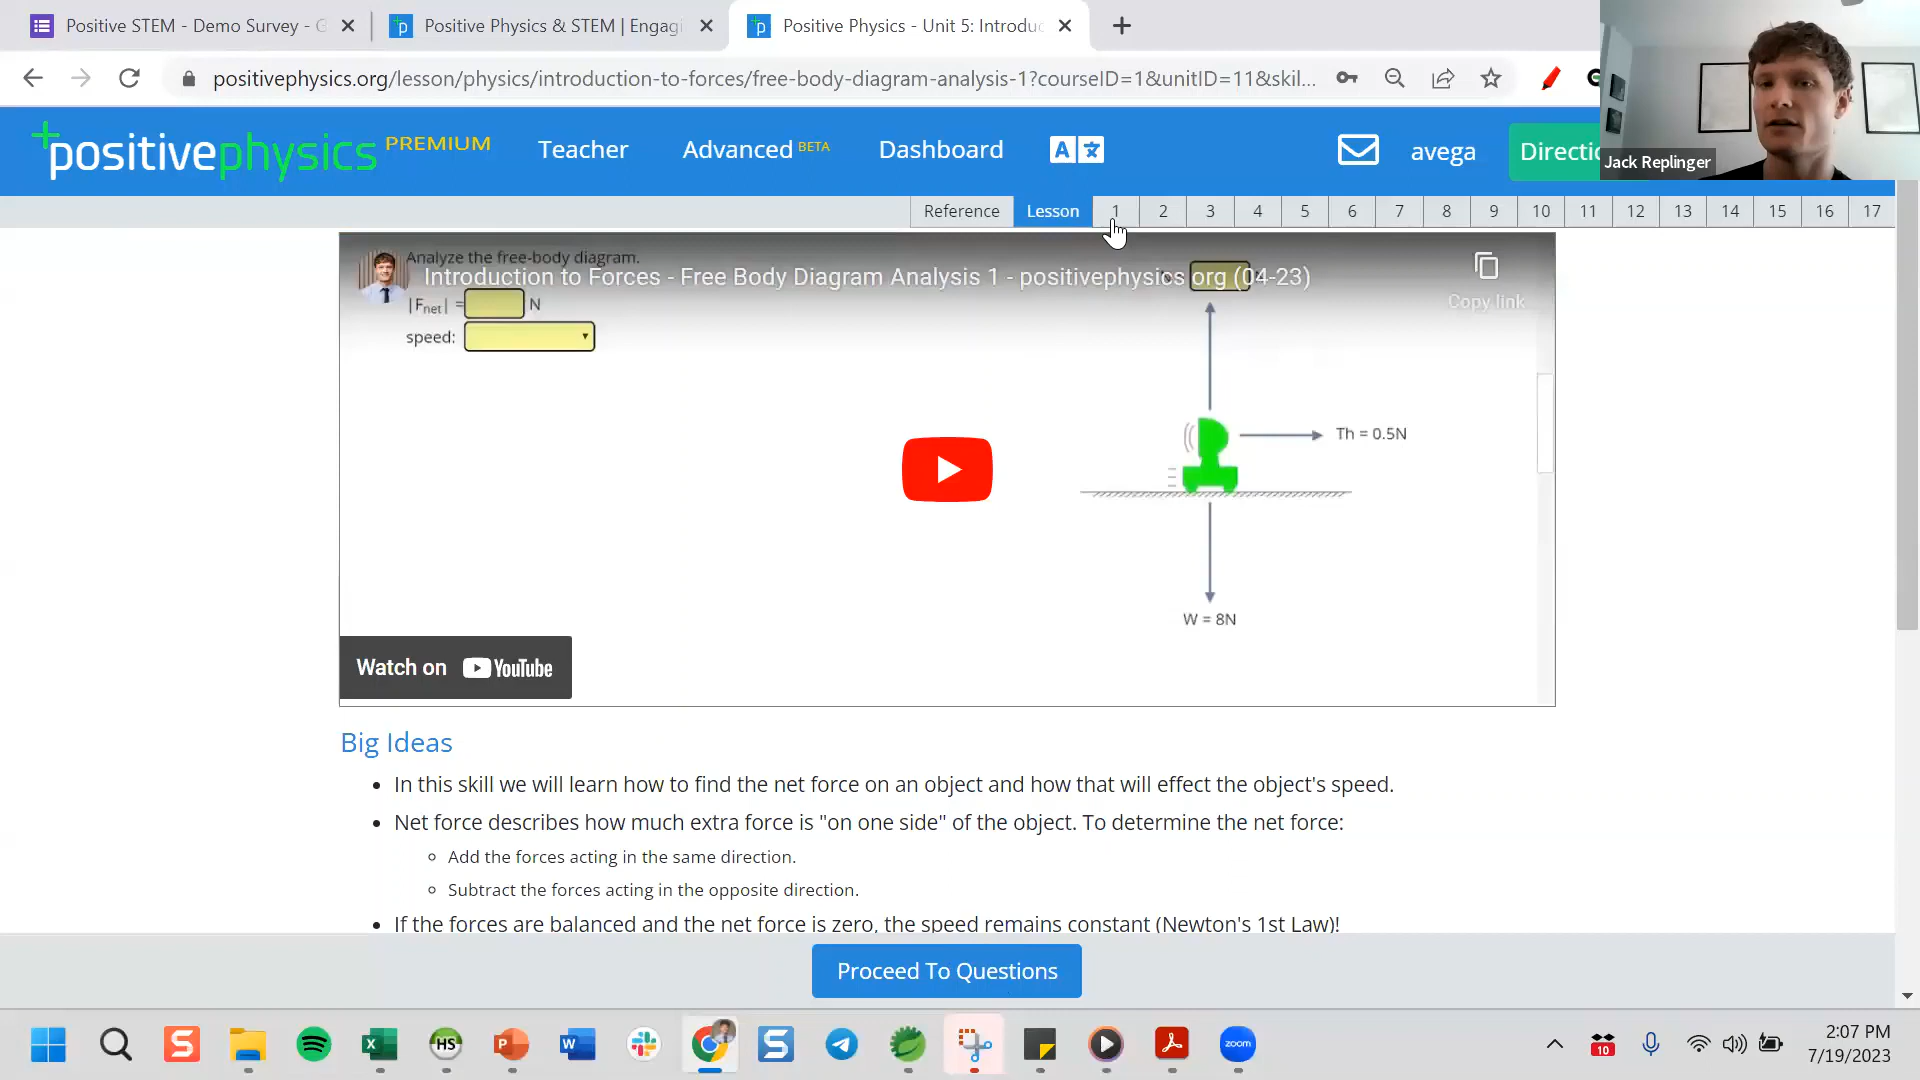 Positive STEM - Demo Survey - G
Positive Physics & STEM | Engagi
Positive Physics - Unit 5: Introduc
positivephysics.org/lesson/physics/introduction-to-forces/free-body-diagram-analysis-1?courseID=1&unitID=11&skil...
positivephysics PREMIUM
Teacher
Advanced BETA
Dashboard
A
avega
Directio
Jack Replinger
Reference Lesson 1 2 3 4 5 6 7 8 9 10 11 12 13 14 15 16 17
Analyze the free-body diagram.
Introduction to Forces - Free Body Diagram Analysis 1 - positivephysics org (04-23)
Copy link
|Fnet| = N
speed:
Th = 0.5N
W = 8N
Watch on YouTube
Big Ideas
• In this skill we will learn how to find the net force on an object and how that will effect the object's speed.
• Net force describes how much extra force is "on one side" of the object. To determine the net force:
◦ Add the forces acting in the same direction.
◦ Subtract the forces acting in the opposite direction.
• If the forces are balanced and the net force is zero, the speed remains constant (Newton's 1st Law)!
Proceed To Questions
S
X
HS
P
W
S
zoom
10
2:07 PM
7/19/2023